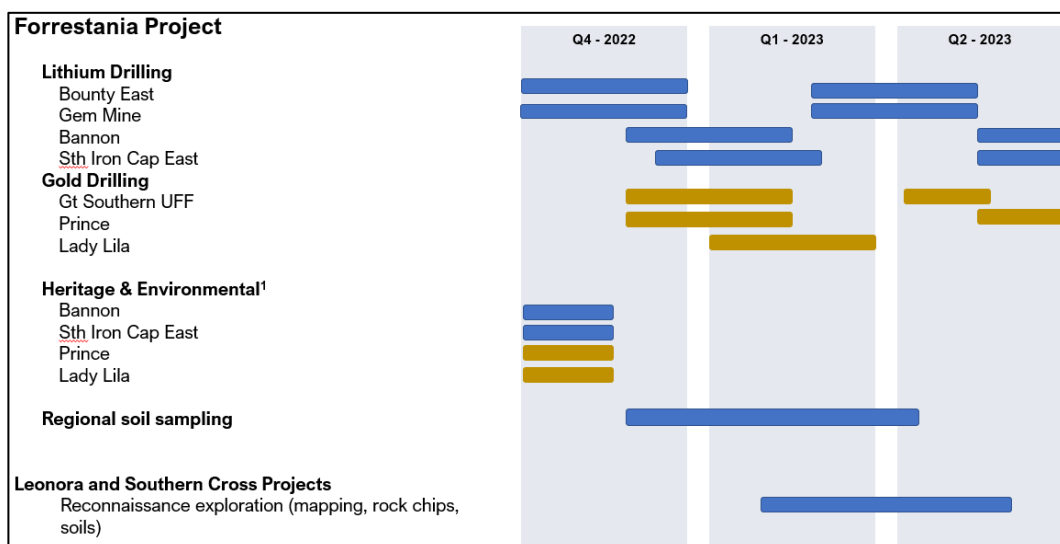 Forrestania Project
Q4 - 2022
Q1 - 2023
Q2 - 2023
Lithium Drilling
Bounty East
Gem Mine
Bannon
Sth Iron Cap East
Gold Drilling
Gt Southern UFF
Prince
Lady Lila
Heritage & Environmental¹
Bannon
Sth Iron Cap East
Prince
Lady Lila
Regional soil sampling
Leonora and Southern Cross Projects
Reconnaissance exploration (mapping, rock chips,
soils)